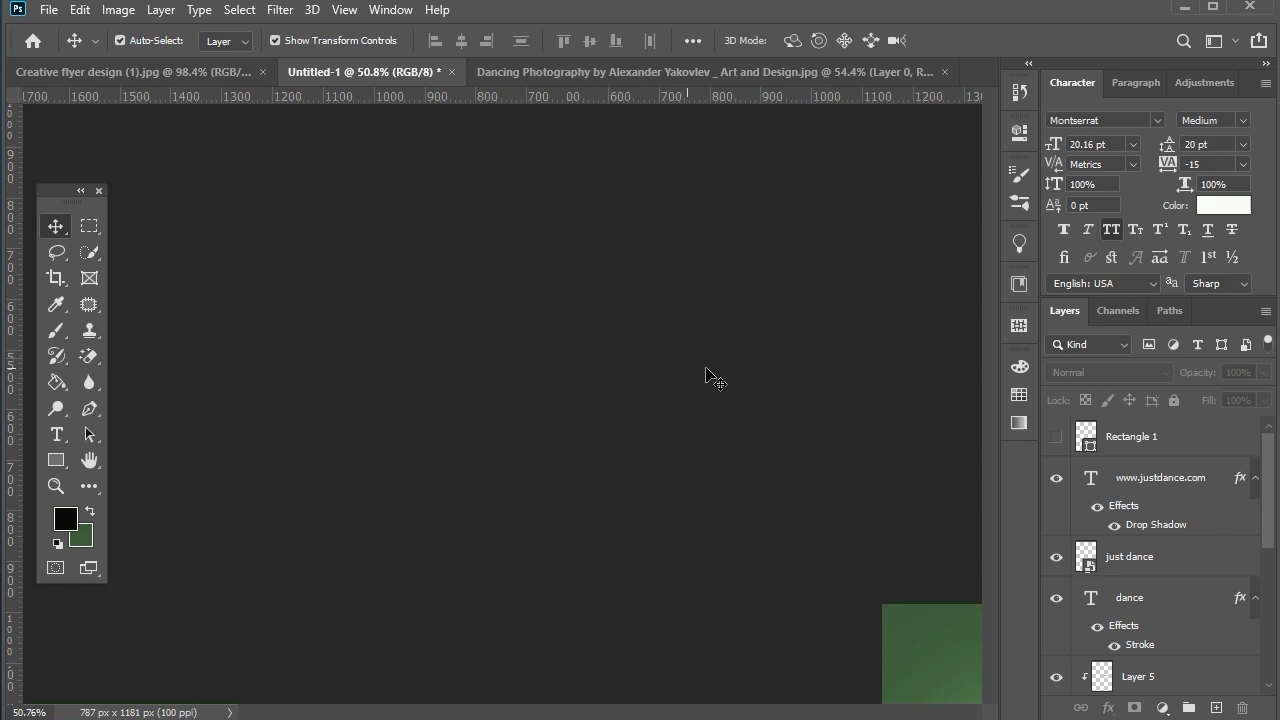 Ps File Edit Image Layer Type Select Filter 3D View Window Help
Auto-Select: Layer Show Transform Controls 3D Mode:
Creative flyer design (1).jpg @ 98.4% (RGB/... Untitled-1 @ 50.8% (RGB/8) * Dancing Photography by Alexander Yakovlev _ Art and Design.jpg @ 54.4% (Layer 0, R...
1700 1600 1500 1400 1300 1200 1100 1000 900 800 700 00 600 700 800 900 1000 1100 1200
Character Paragraph Adjustments
Montserrat Medium
20.16 pt 20 pt
Metrics -15
100% 100%
0 pt Color:
English: USA Sharp
Layers Channels Paths
Kind
Normal Opacity: 100%
Lock: Fill: 100%
Rectangle 1
www.justdance.com fx
Effects
Drop Shadow
just dance
dance fx
Effects
Stroke
Layer 5
50.76% 787 px x 1181 px (100 ppi)